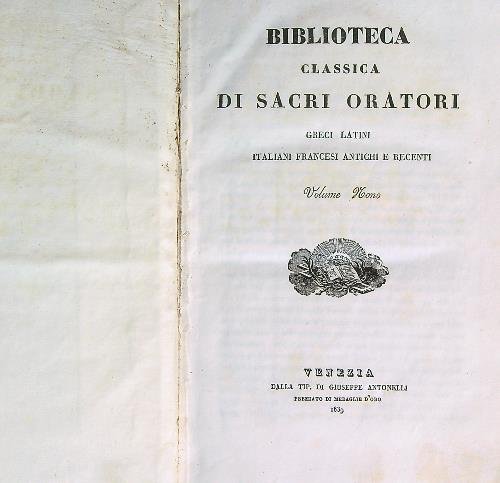 BIBLIOTECA
CLASSICA
DI SACRI ORATORI
GRECI LATINI
ITALIANI FRANCESI ANTICHI E RECENTI
Volume Nono
VENEZIA
DALLA TIP. DI GIUSEPPE ANTONELLI
PREMIATO DI MEDAGLIE D'ORO
1839